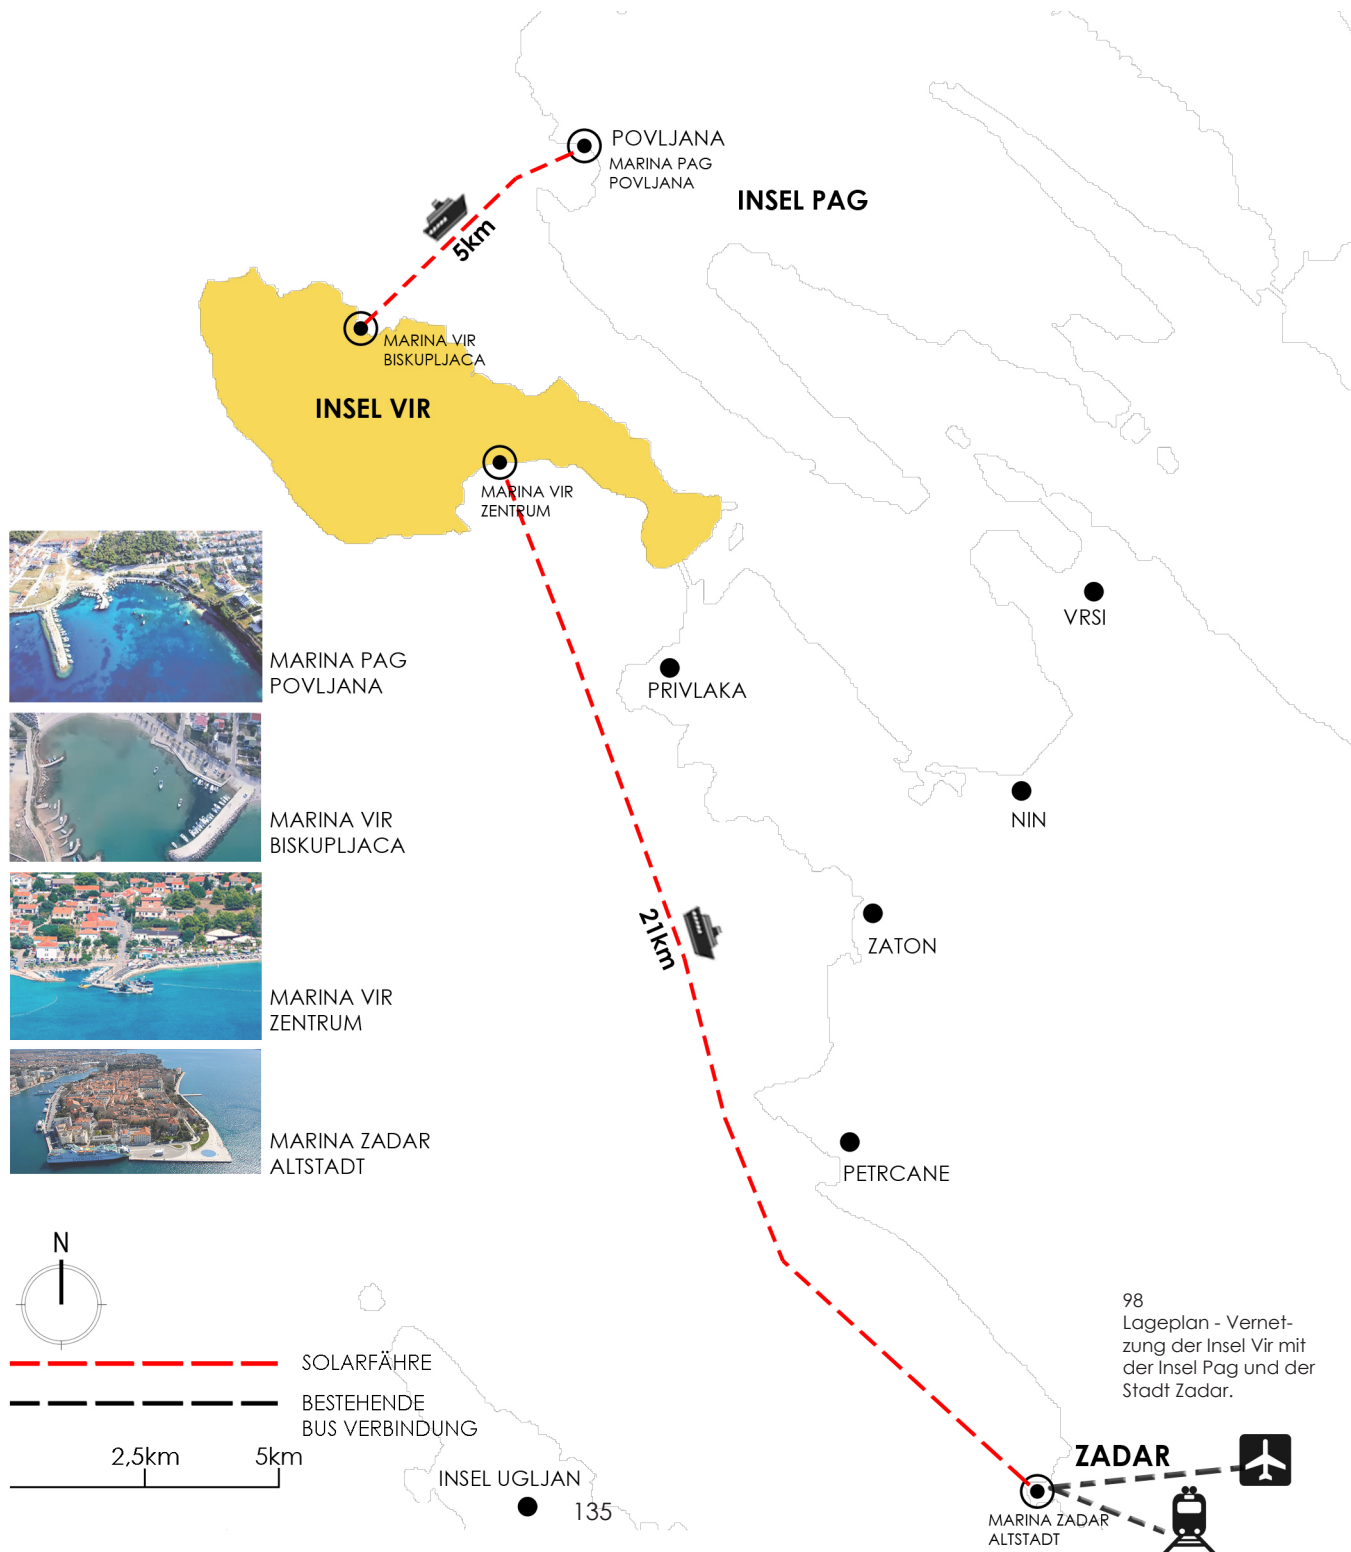 POVLJANA
MARINA PAG
POVLJANA
INSEL PAG
5km
MARINA VIR
BISKUPLJACA
INSEL VIR
MARINA VIR
ZENTRUM
VRSI
MARINA PAG
POVLJANA
PRIVLAKA
NIN
MARINA VIR
BISKUPLJACA
21km
ZATON
MARINA VIR
ZENTRUM
MARINA ZADAR
ALTSTADT
PETRCANE
N
98
Lageplan - Vernet-
zung der Insel Vir mit
der Insel Pag und der
Stadt Zadar.
SOLARFÄHRE
BESTEHENDE
BUS VERBINDUNG
2,5km
5km
ZADAR
INSEL UGLJAN
135
MARINA ZADAR
ALTSTADT